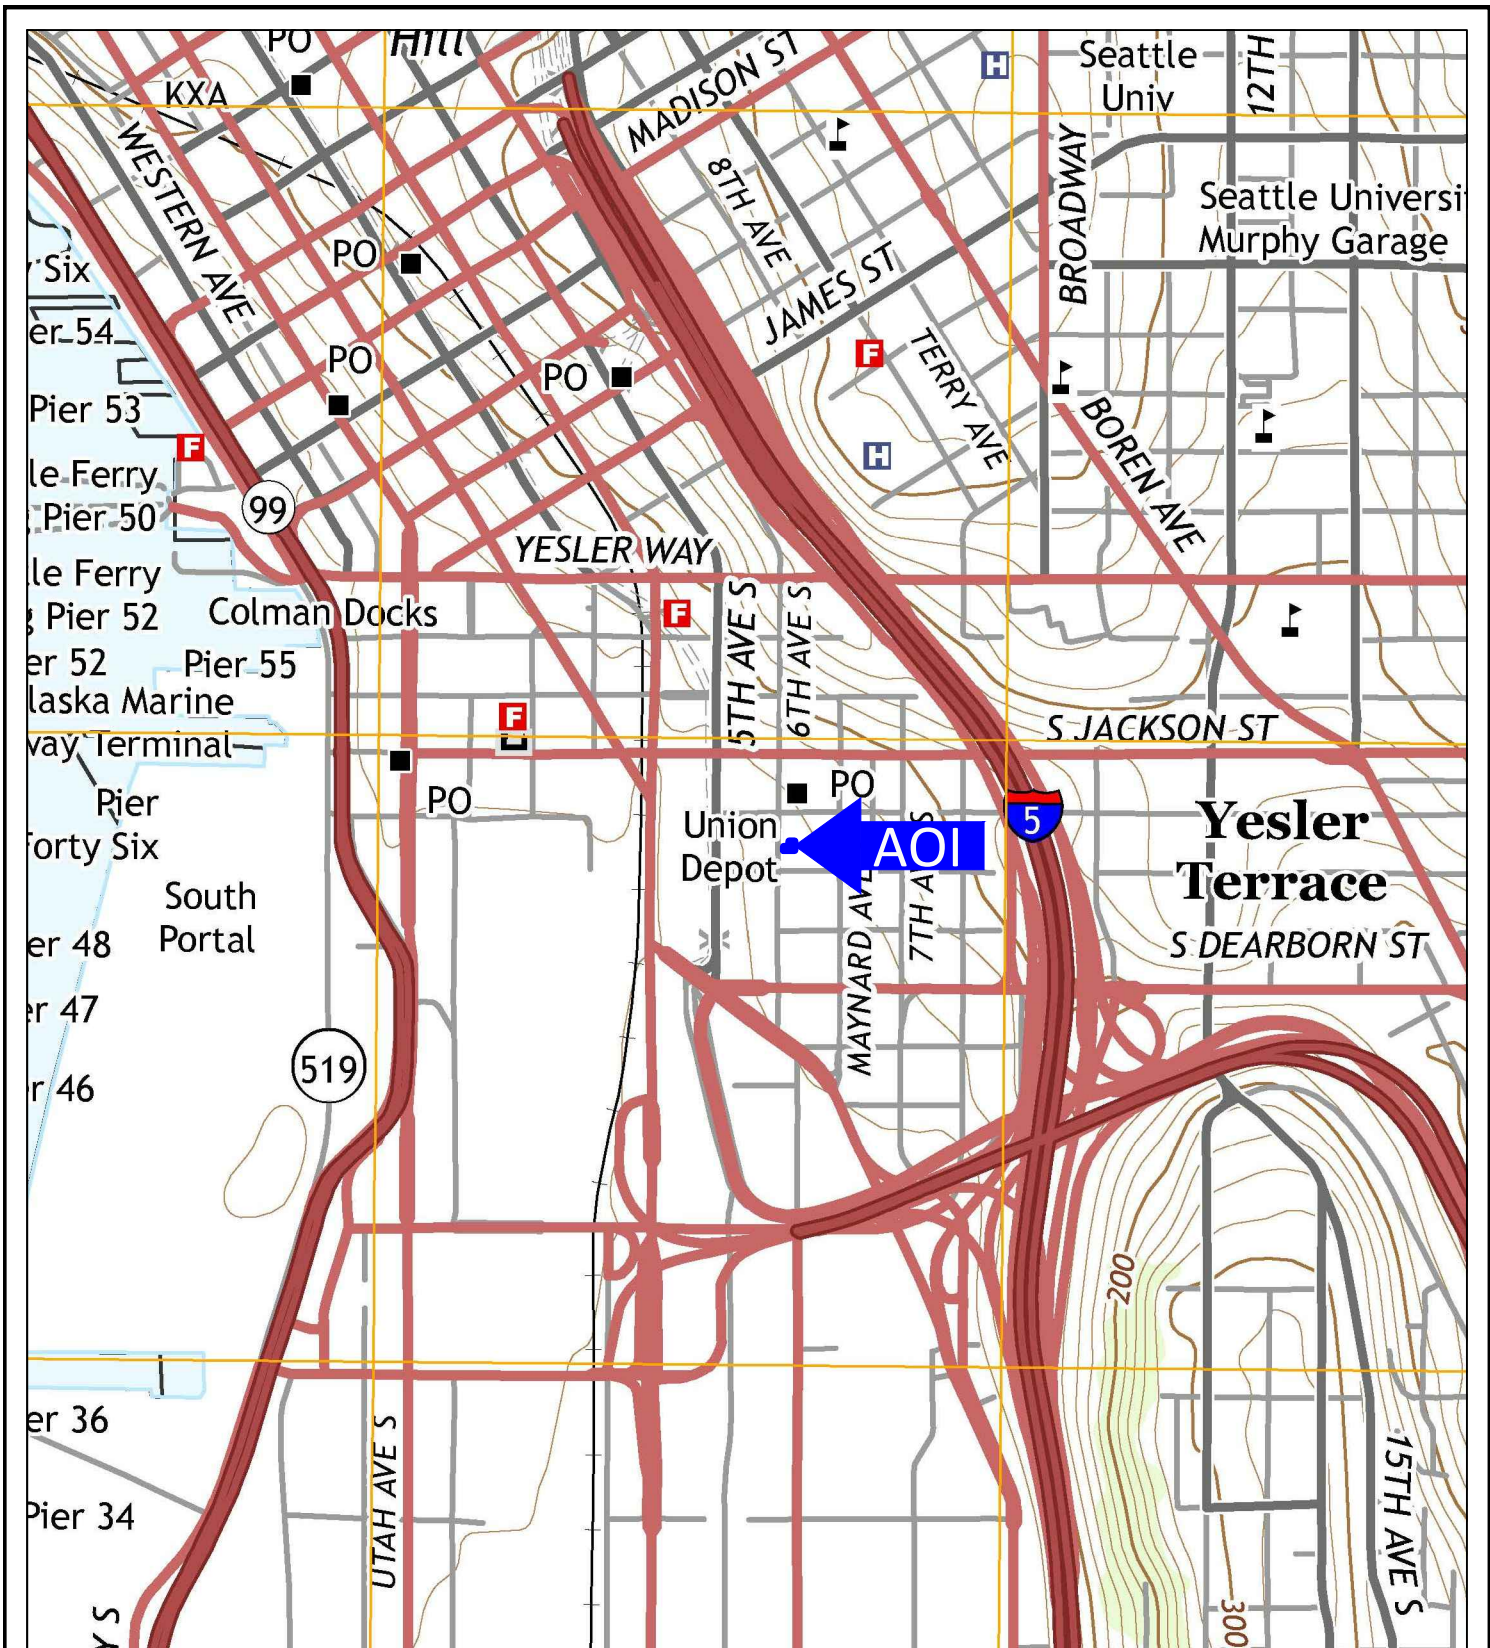 PO
Hill
MADISON ST
H
Seattle
Univ
12TH
KXA
WESTERN AVE
8TH AVE
BROADWAY
Seattle Universi
Murphy Garage
Six
PO
JAMES ST
er 54
PO
PO
F
TERRY AVE
Pier 53
F
BOREN AVE
H
le Ferry
99
Pier 50
YESLER WAY
le Ferry
Pier 52
Colman Docks
F
5TH AVE S
6TH AVE S
er 52
Pier 55
laska Marine
F
S JACKSON ST
way Terminal
PO
PO
Pier
Forty Six
Union
Depot
AOI
5
Yesler
Terrace
MAYNARD AVE
7TH AV S
South
Portal
S DEARBORN ST
er 48
er 47
519
r 46
200
er 36
UTAH AVE S
15TH AVE S
Pier 34
300
Y S